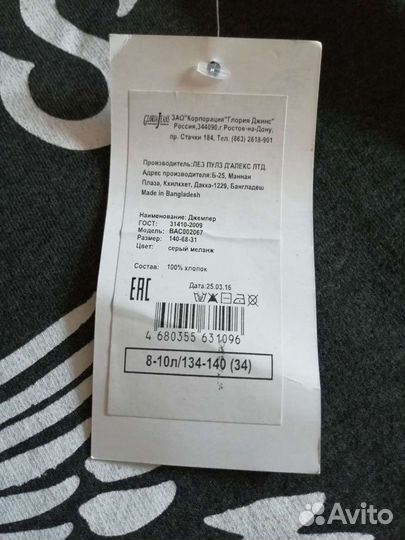 GLORIA JEANS
ЗАО"Корпорация"Глория Джинс"
Россия,344090,г.Ростов-на-Дону,
пр. Стачки 184, Тел. (863) 2618-901
Производитель:ЛЕЗ ПУЛЗ Д'АЛЕКС ЛТД.
Адрес производителя:Б-25, Маннан
Плаза, Кхилкхет, Дакка-1229, Бангладеш
Made in Bangladesh
Наименование: Джемпер
ГОСТ: 31410-2009
Модель: BAC002067
Размер: 140-68-31
Цвет: серый меланж
Состав: 100% хлопок
Дата:25.03.16
EAC
4 680355 631096
8-10л/134-140 (34)
Avito